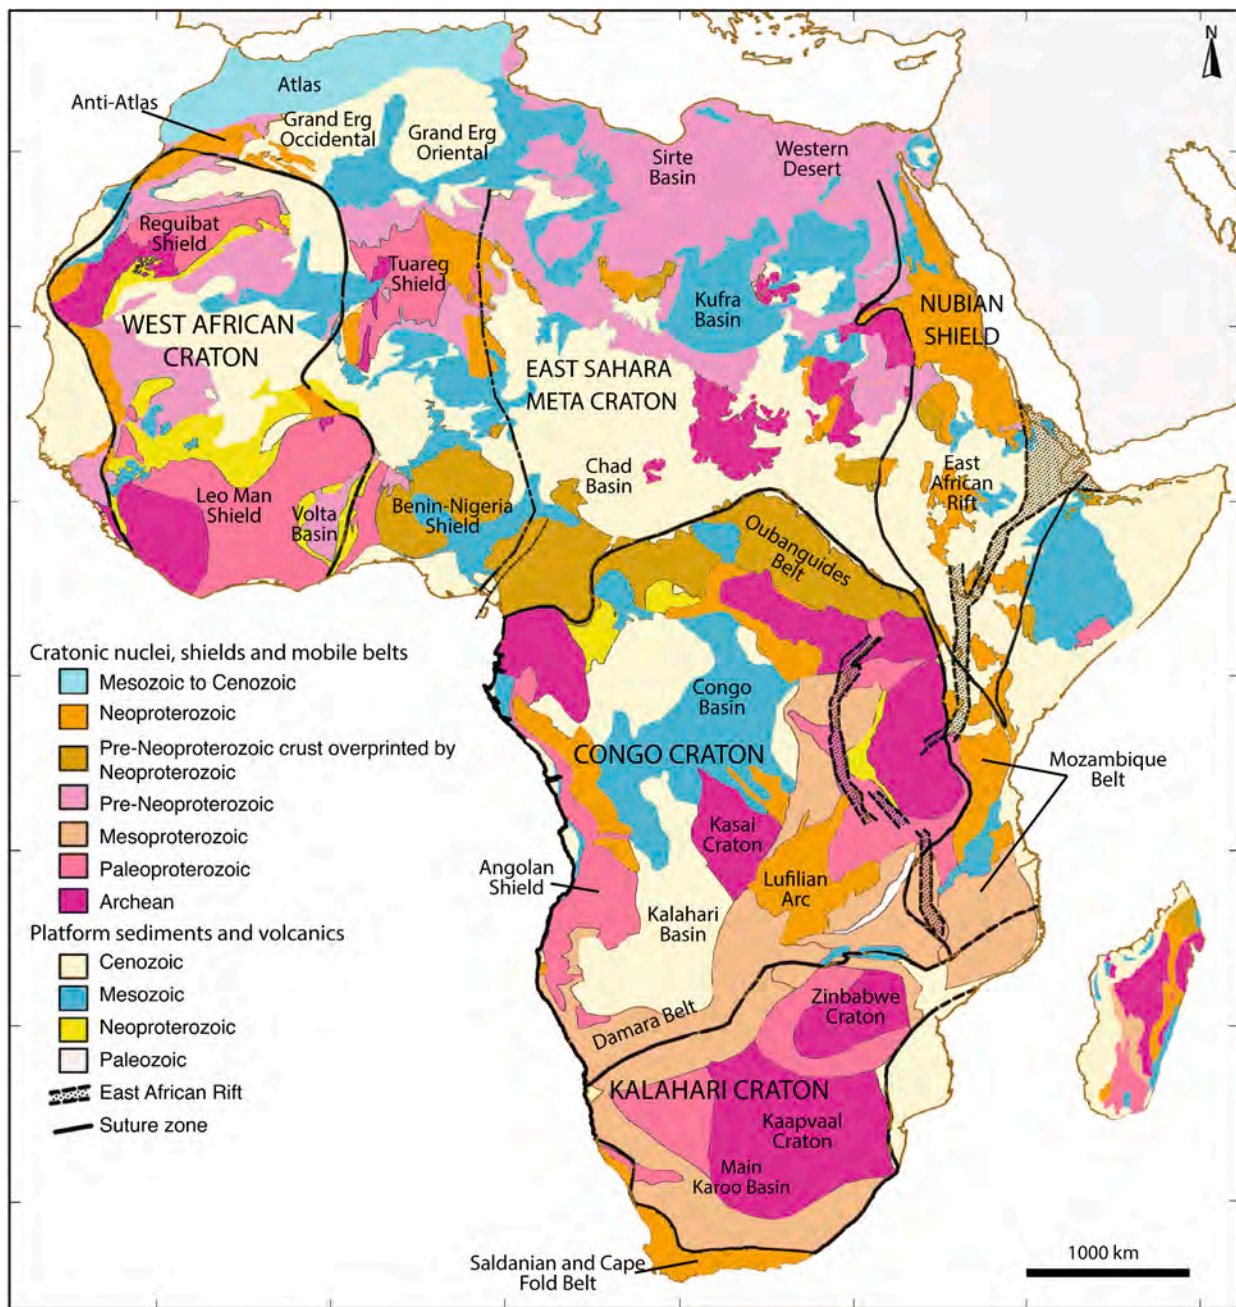 N
Atlas
Anti-Atlas
Grand Erg
Occidental
Grand Erg
Oriental
Sirte
Basin
Western
Desert
Reguibat
Shield
Tuareg
Shield
Kufra
Basin
NUBIAN
SHIELD
WEST AFRICAN
CRATON
EAST SAHARA
META CRATON
Chad
Basin
East
African
Rift
Leo Man
Shield
Volta
Basin
Benin-Nigeria
Shield
Oubanguides
Belt
Congo
Basin
CONGO CRATON
Mozambique
Belt
Kasai
Craton
Angolan
Shield
Lufilian
Arc
Kalahari
Basin
Zinbabwe
Craton
Damara Belt
KALAHARI CRATON
Kaapvaal
Craton
Main
Karoo Basin
Saldanian and Cape
Fold Belt
Cratonic nuclei, shields and mobile belts
Mesozoic to Cenozoic
Neoproterozoic
Pre-Neoproterozoic crust overprinted by
Neoproterozoic
Pre-Neoproterozoic
Mesoproterozoic
Paleoproterozoic
Archean
Platform sediments and volcanics
Cenozoic
Mesozoic
Neoproterozoic
Paleozoic
East African Rift
Suture zone
1000 km